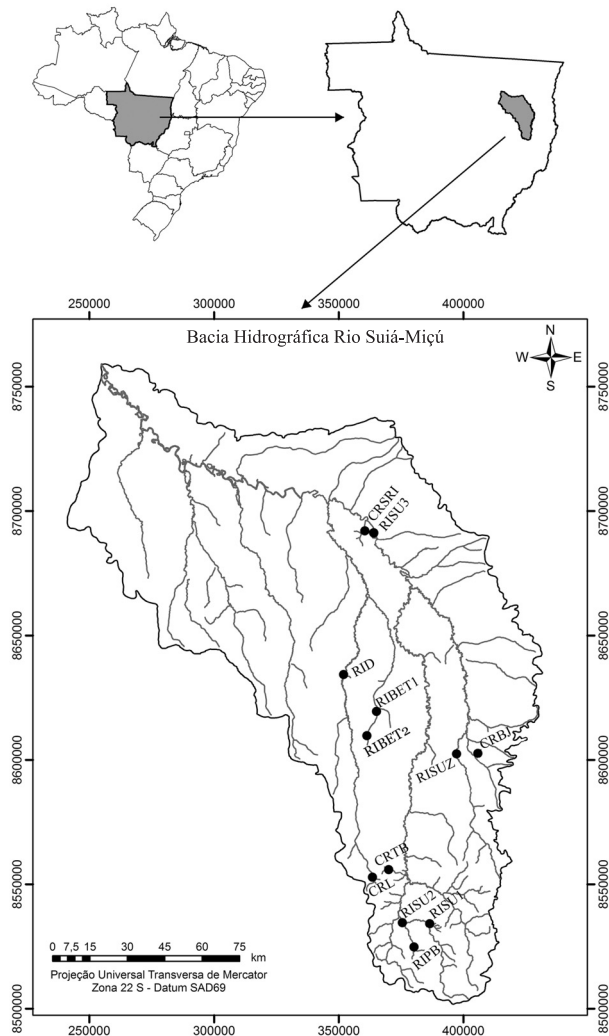 250000 300000 350000 400000
Bacia Hidrográfica Rio Suiá-Miçú
N
W E
S
8750000
8750000
CRSRI
RISU3
8700000
8700000
8650000
8650000
RID
RIBET1
RIBET2
CRBJ
RISUZ
8600000
8600000
CRTB
CRL
8550000
8550000
RISU2
RISU1
RIPB
0 7,5 15 30 45 60 75
km
Projeção Universal Transversa de Mercator
Zona 22 S - Datum SAD69
8500000
8500000
250000 300000 350000 400000